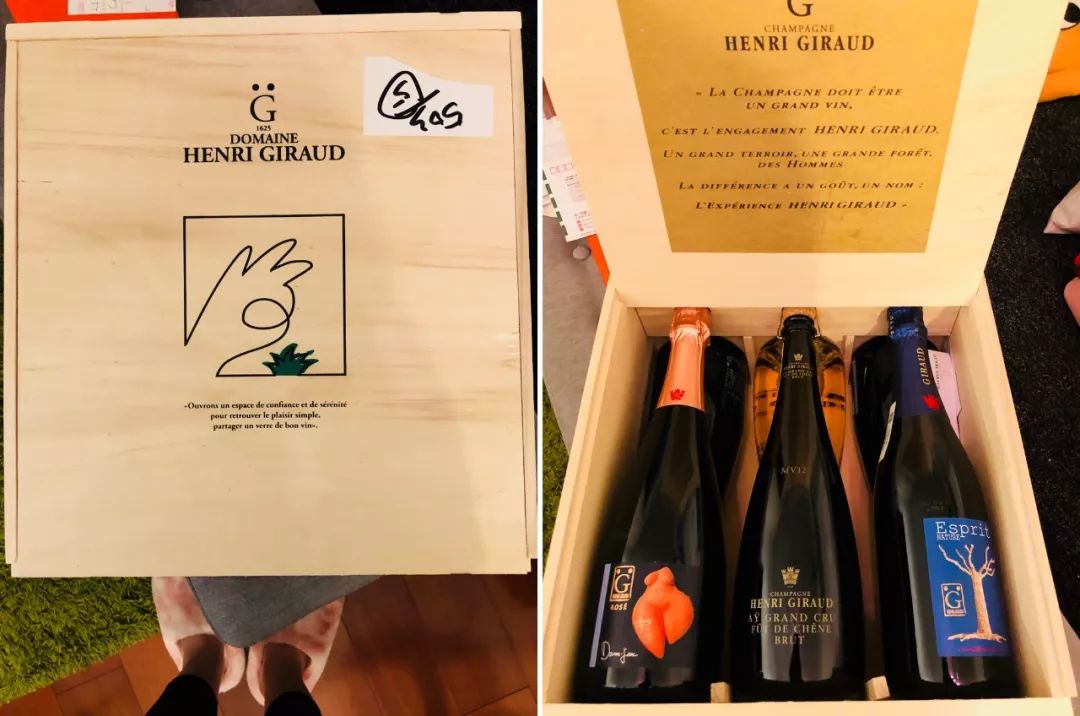 G̈
1625
DOMAINE
HENRI GIRAUD
«Ouvrons un espace de confiance et de sérénité
pour retrouver le plaisir simple,
partager un verre de bon vin».
G
CHAMPAGNE
HENRI GIRAUD
« LA CHAMPAGNE DOIT ÊTRE
UN GRAND VIN,
C'EST L'ENGAGEMENT HENRI GIRAUD.
UN GRAND TERROIR, UNE GRANDE FORÊT,
DES HOMMES
LA DIFFÉRENCE A UN GOÛT, UN NOM :
L'EXPÉRIENCE HENRI GIRAUD »
G̈
ROSÉ
Dame-Jane
MV12
CHAMPAGNE
HENRI GIRAUD
AŸ GRAND CRU
FÛT DE CHÊNE
BRUT
GIRAUD
Esprit
NATURE
G̈